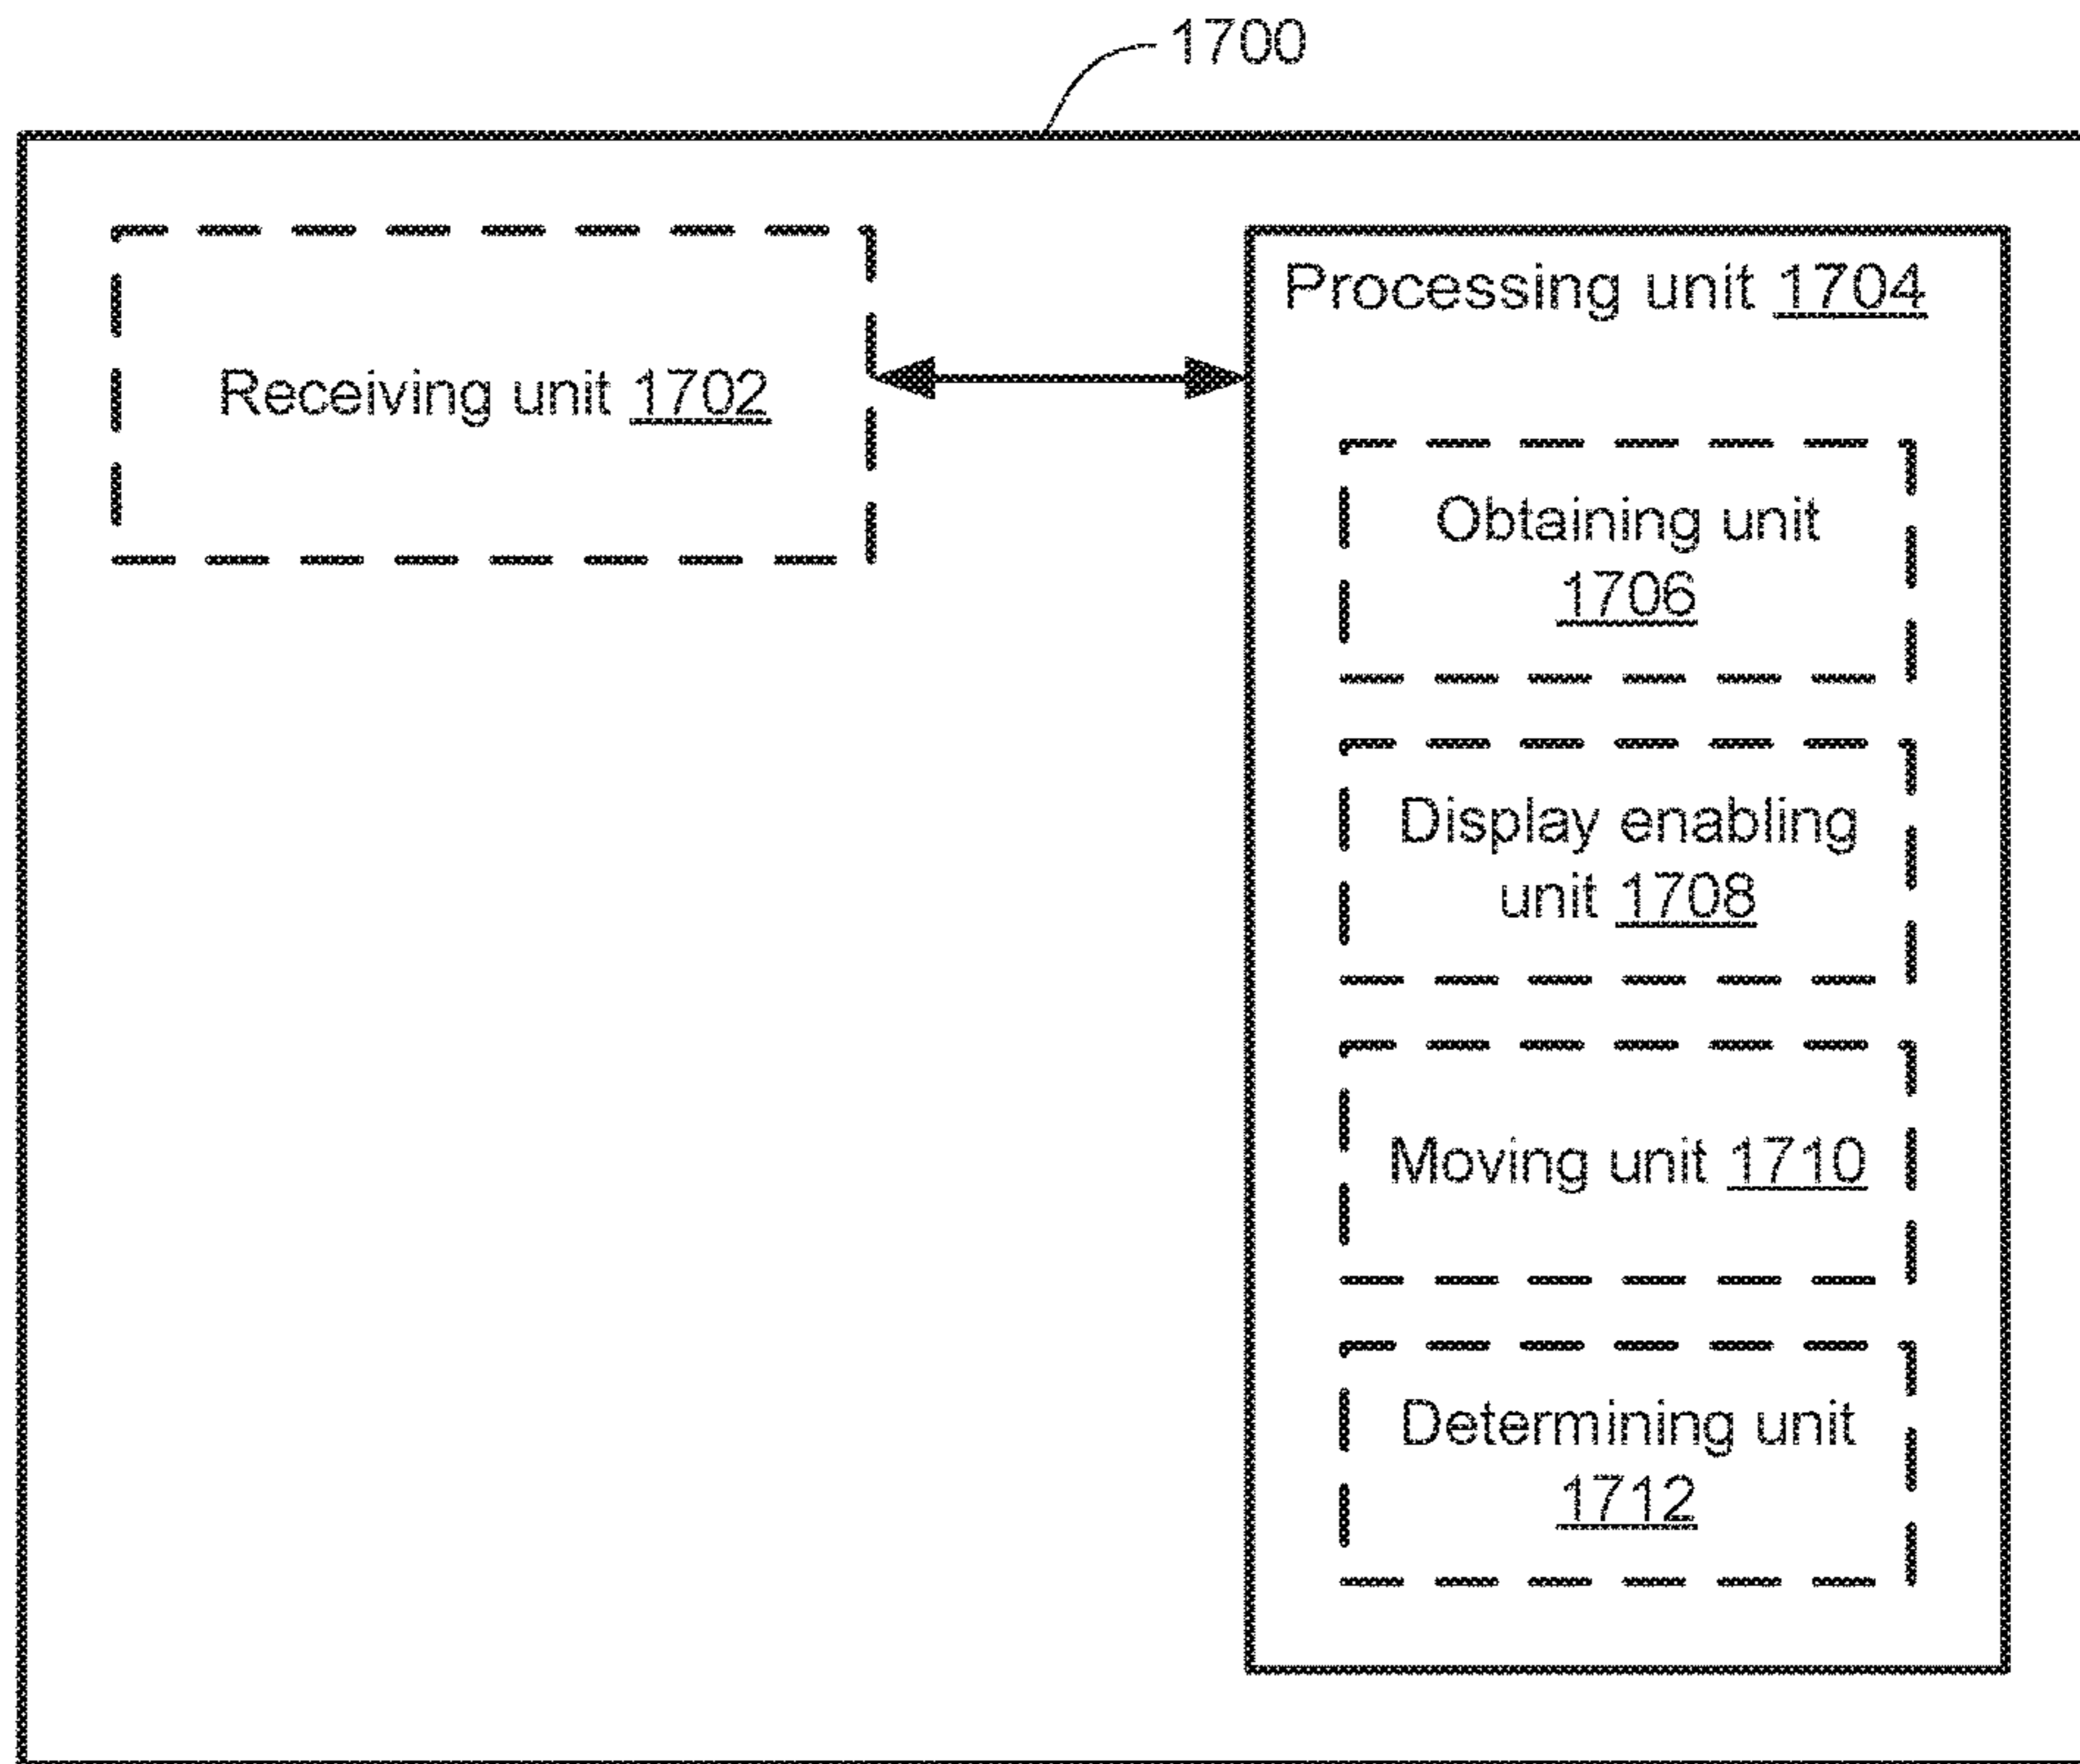 1700
Receiving unit 1702
Processing unit 1704
Obtaining unit
1706
Display enabling
unit 1708
Moving unit 1710
Determining unit
1712